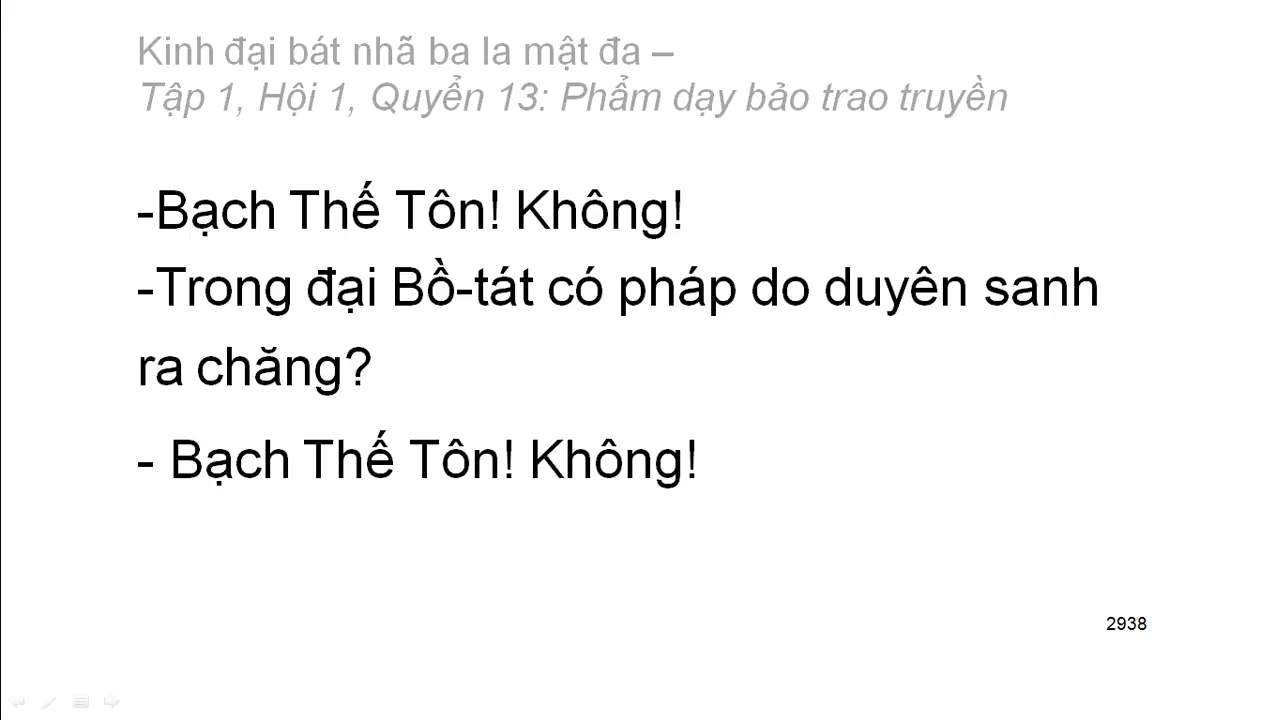 Kinh đại bát nhã ba la mật đa –
Tập 1, Hội 1, Quyển 13: Phẩm dạy bảo trao truyền
-Bạch Thế Tôn! Không!
-Trong đại Bồ-tát có pháp do duyên sanh
ra chăng?
- Bạch Thế Tôn! Không!
2938